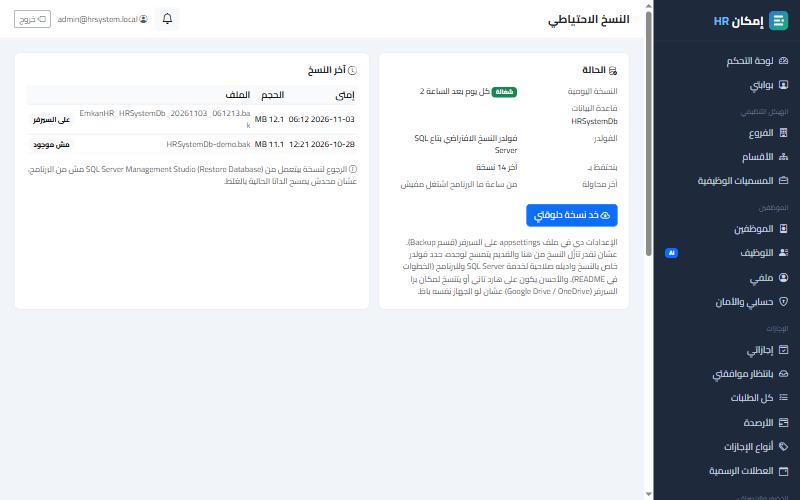 إمكان HR
لوحة التحكم
بوابتي
الهيكل التنظيمي
الفروع
الأقسام
المسميات الوظيفية
الموظفين
الموظفين
التوظيف
AI
ملفي
حسابي والأمان
الإجازات
إجازاتي
بانتظار موافقتي
كل الطلبات
الأرصدة
أنواع الإجازات
العطلات الرسمية
النسخ الاحتياطي
admin@hrsystem.local
خروج
الحالة
النسخة اليومية
شغالة كل يوم بعد الساعة 2
قاعدة البيانات
HRSystemDb
الفولدر
فولدر النسخ الافتراضي بتاع SQL
Server
بنحتفظ بـ
آخر 14 نسخة
آخر محاولة
من ساعة ما البرنامج اشتغل مفيش
خد نسخة دلوقتي
الإعدادات دي في ملف appsettings على السيرفر (قسم Backup).
عشان تقدر تنزّل النسخ من هنا والقديم يتمسح لوحده، حدد فولدر
خاص بالنسخ واديله صلاحية لخدمة SQL Server وللبرنامج (الخطوات
في README). والأحسن يكون على هارد تاني أو يتنسخ لمكان برا
السيرفر (Google Drive / OneDrive) عشان لو الجهاز نفسه باظ.
آخر النسخ
إمتى
الحجم
الملف
2026-11-03 06:12
12.1 MB
EmkanHR_HRSystemDb_20261103_061213.ba
k
على السيرفر
2026-10-28 12:21
11.1 MB
HRSystemDb-demo.bak
مش موجود
الرجوع لنسخة بيتعمل من SQL Server Management Studio (Restore Database) مش من البرنامج،
عشان محدش يمسح الداتا الحالية بالغلط.